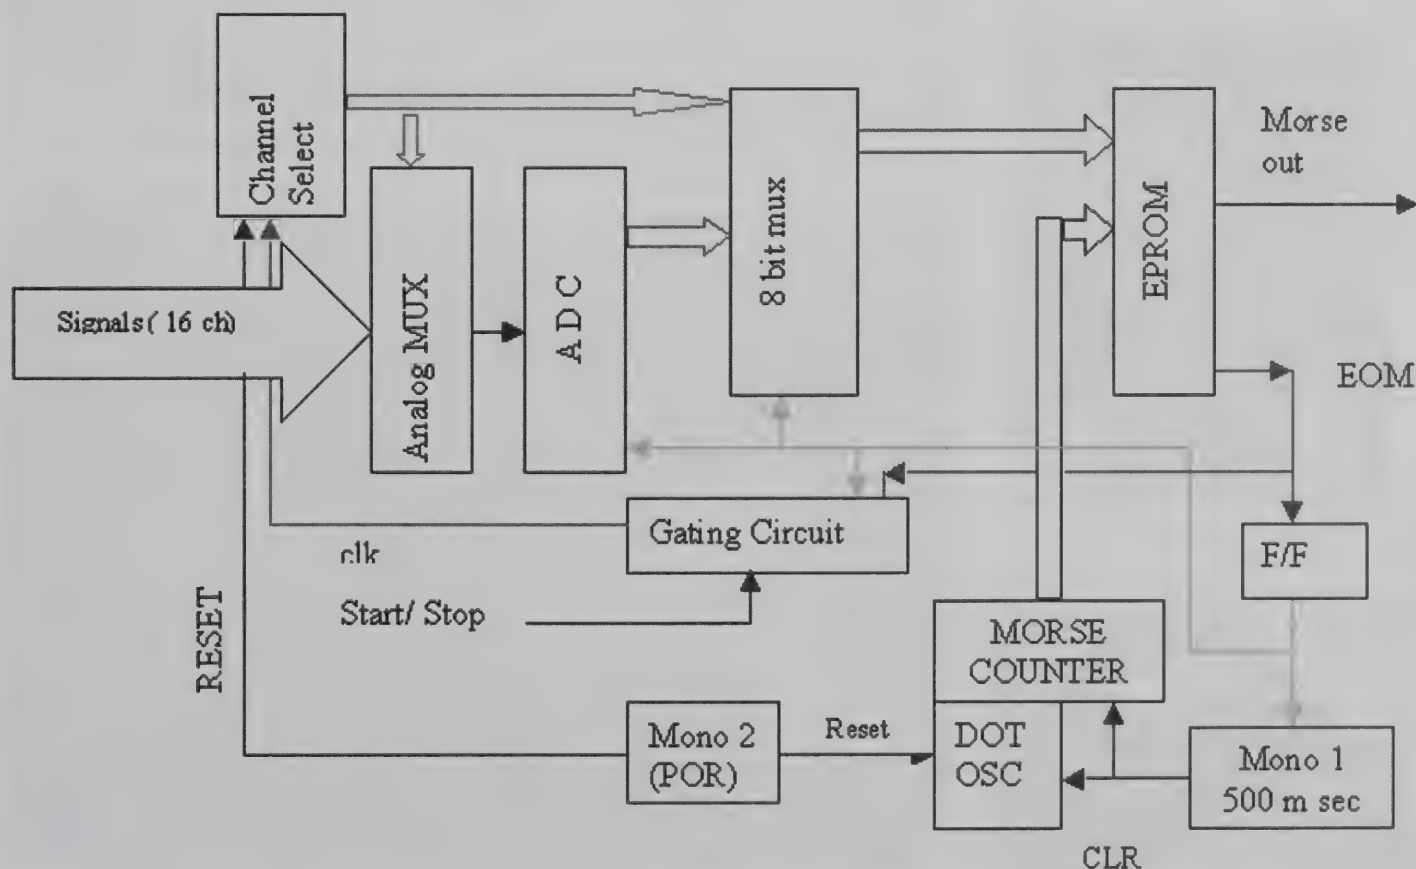 Channel
Select
Signals( 16 ch)
Analog MUX
A D C
8 bit mux
EPROM
Morse
out
EOM
Gating Circuit
clk
Start/ Stop
RESET
F/F
MORSE
COUNTER
Mono 2
(POR)
Reset
DOT
OSC
Mono 1
500 m sec
CLR